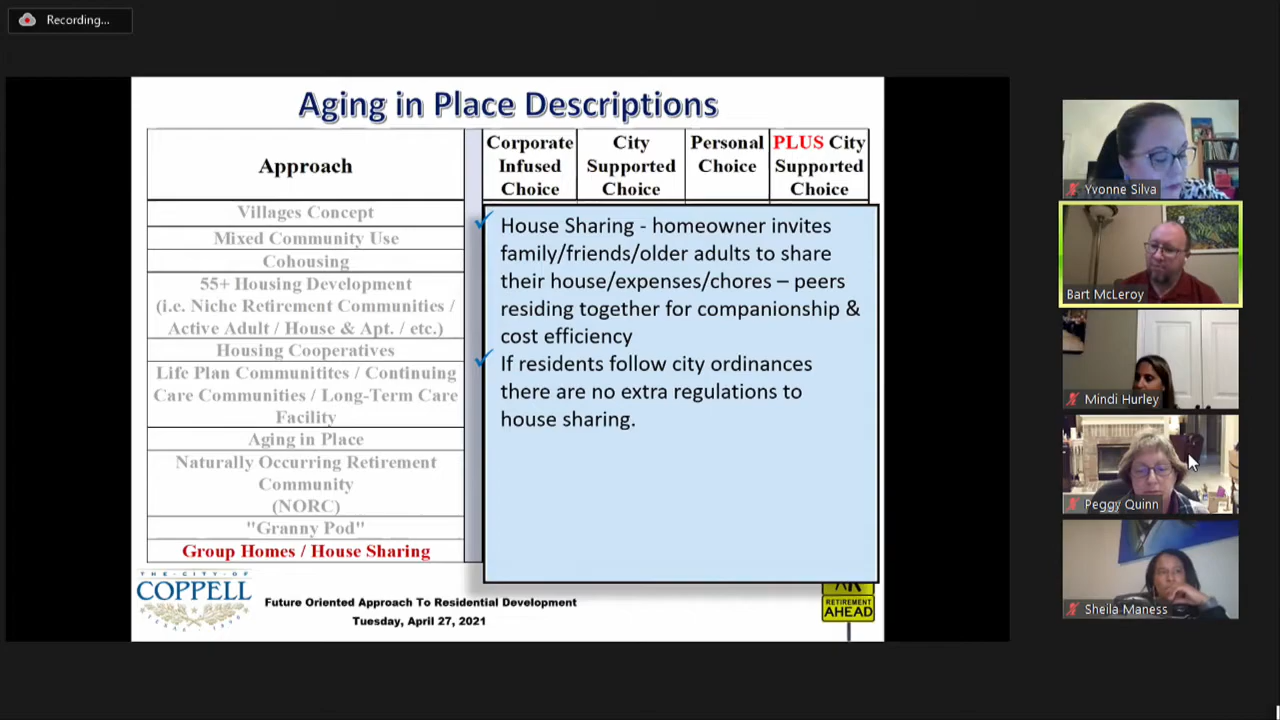 Recording...
Aging in Place Descriptions
Approach
Corporate
Infused
Choice
City
Supported
Choice
Personal
Choice
PLUS City
Supported
Choice
Villages Concept
Mixed Community Use
Cohousing
55+ Housing Development
(i.e. Niche Retirement Communities /
Active Adult / House & Apt. / etc.)
Housing Cooperatives
Life Plan Communitites / Continuing
Care Communities / Long-Term Care
Facility
Aging in Place
Naturally Occurring Retirement
Community
(NORC)
"Granny Pod"
Group Homes / House Sharing
House Sharing - homeowner invites
family/friends/older adults to share
their house/expenses/chores – peers
residing together for companionship &
cost efficiency
If residents follow city ordinances
there are no extra regulations to
house sharing.
THE·CITY·OF
COPPELL
Future Oriented Approach To Residential Development
Tuesday, April 27, 2021
RETIREMENT
AHEAD
Yvonne Silva
Bart McLeroy
Mindi Hurley
Peggy Quinn
Sheila Maness